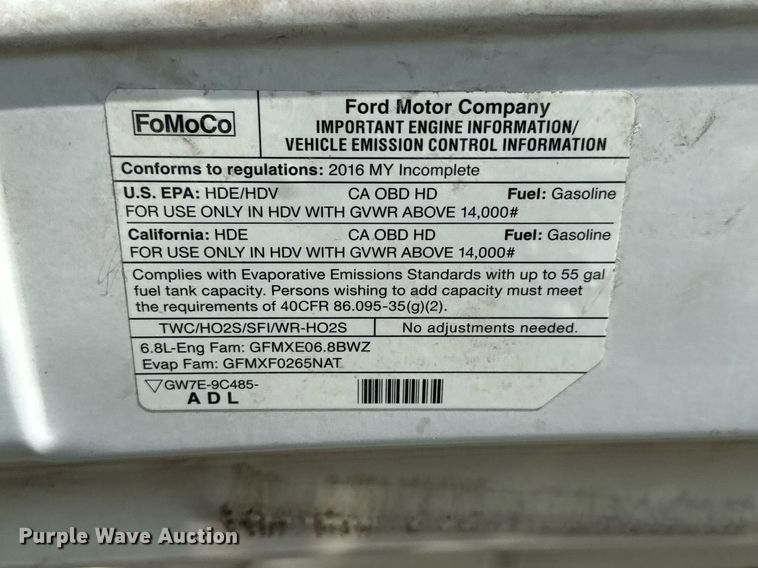 FoMoCo
Ford Motor Company
IMPORTANT ENGINE INFORMATION/
VEHICLE EMISSION CONTROL INFORMATION
Conforms to regulations: 2016 MY Incomplete
U.S. EPA: HDE/HDV CA OBD HD Fuel: Gasoline
FOR USE ONLY IN HDV WITH GVWR ABOVE 14,000#
California: HDE CA OBD HD Fuel: Gasoline
FOR USE ONLY IN HDV WITH GVWR ABOVE 14,000#
Complies with Evaporative Emissions Standards with up to 55 gal
fuel tank capacity. Persons wishing to add capacity must meet
the requirements of 40CFR 86.095-35(g)(2).
TWC/HO2S/SFI/WR-HO2S No adjustments needed.
6.8L-Eng Fam: GFMXE06.8BWZ
Evap Fam: GFMXF0265NAT
GW7E-9C485-
ADL
Purple Wave Auction